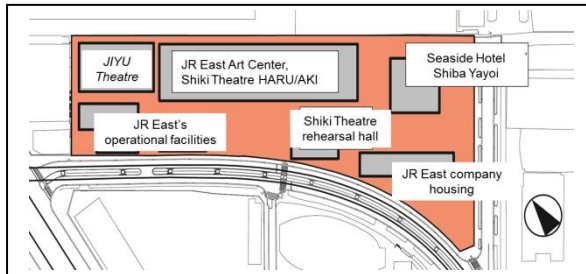 JIYU
Theatre
JR East Art Center,
Shiki Theatre HARU/AKI
Seaside Hotel
Shiba Yayoi
JR East's
operational facilities
Shiki Theatre
rehearsal hall
JR East company
housing